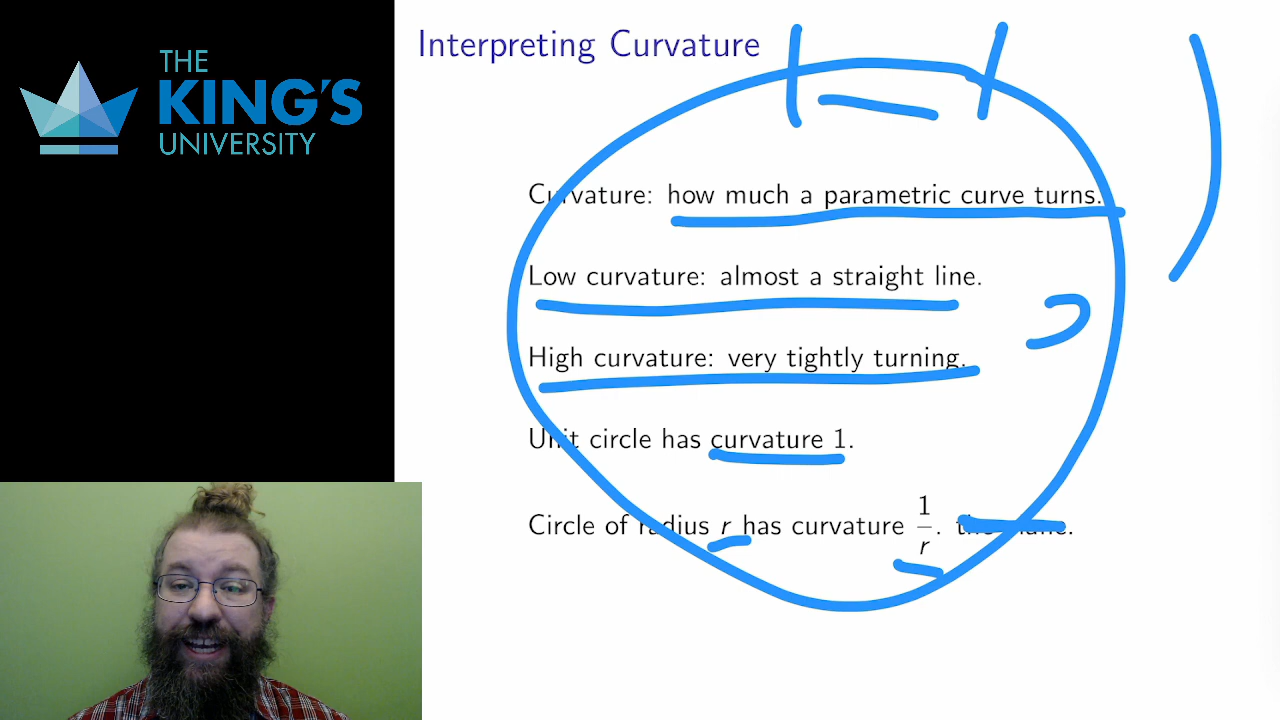 THE
KING'S
UNIVERSITY
Interpreting Curvature
Curvature: how much a parametric curve turns.
Low curvature: almost a straight line.
High curvature: very tightly turning.
Unit circle has curvature 1.
Circle of radius r has curvature 1/r.